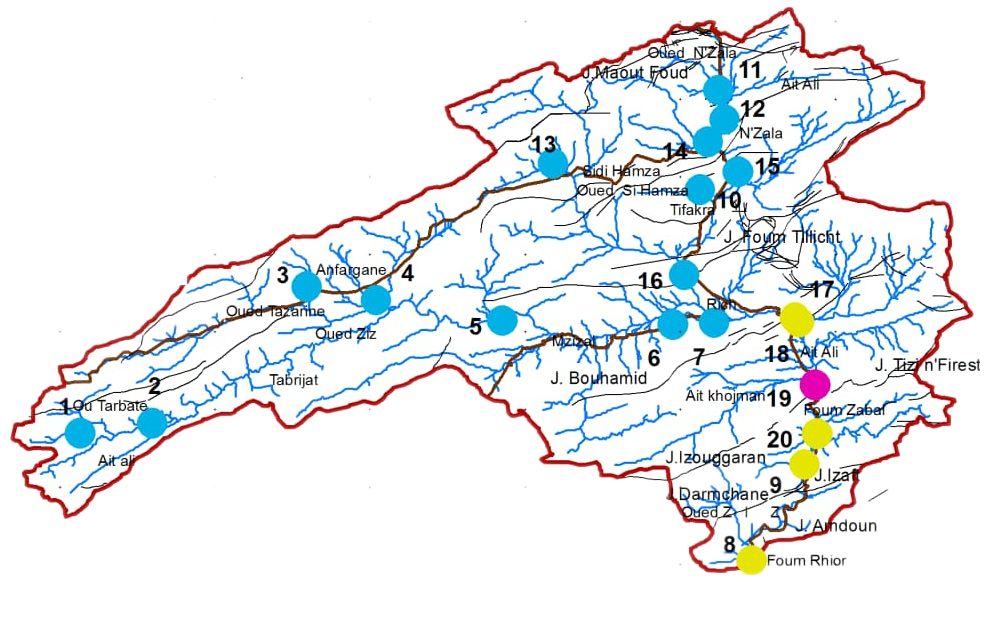 Oued N'Zala
11
J.Maout Foud
Ait Ali
12
N'Zala
13
14
15
Sidi Hamza
Oued Si Hamza
10
Tifakra
J. Foum Tillicht
3
Anfargane
4
16
17
Oued Tazarine
Rich
Oued Ziz
5
Mzizal
6
7
18
Ait Ali
J. Tizi n'Firest
Tabrijat
J. Bouhamid
2
Ait khojman
19
1
Ou Tarbate
Foum Zabal
20
Ait ali
J.Izouggaran
J.Izaft
9
J.Darmchane
Oued Z I Z
J. Amdoun
8
Foum Rhior